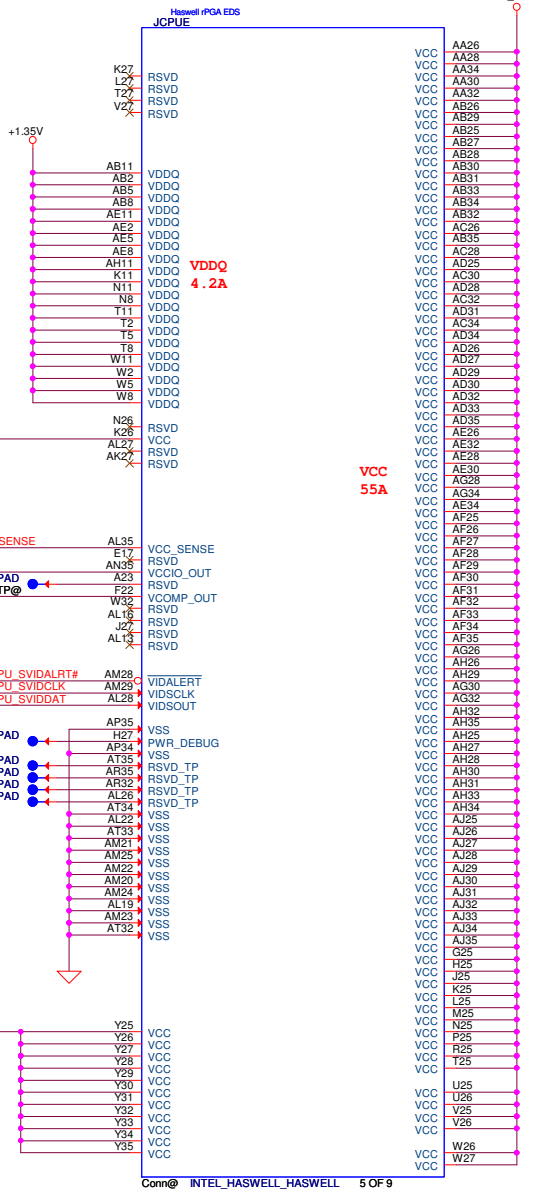 Haswell rPGA EDS
JCPUE
K27 RSVD
L27 RSVD
T27 RSVD
V27 RSVD
+1.35V
AB11 VDDQ
AB2 VDDQ
AB5 VDDQ
AB8 VDDQ
AE11 VDDQ
AE2 VDDQ
AE5 VDDQ
AE8 VDDQ
AH11 VDDQ
K11 VDDQ
N11 VDDQ
N8 VDDQ
T11 VDDQ
T2 VDDQ
T5 VDDQ
T8 VDDQ
W11 VDDQ
W2 VDDQ
W5 VDDQ
W8 VDDQ
VDDQ
4.2A
N26 RSVD
K26 VCC
AL27 RSVD
AK27 RSVD
VCC
55A
SENSE AL35 VCC_SENSE
E17 RSVD
AN35 VCCIO_OUT
PAD A23 RSVD
TP@ F22 VCOMP_OUT
W32 RSVD
AL16 RSVD
J27 RSVD
AL13 RSVD
PU_SVIDALRT# AM28 VIDALERT
PU_SVIDCLK AM29 VIDSCLK
PU_SVIDDAT AL28 VIDSOUT
AP35 VSS
PAD H27 PWR_DEBUG
AP34 VSS
PAD AT35 RSVD_TP
PAD AR35 RSVD_TP
PAD AR32 RSVD_TP
PAD AL26 RSVD_TP
AT34 VSS
AL22 VSS
AT33 VSS
AM21 VSS
AM25 VSS
AM22 VSS
AM20 VSS
AM24 VSS
AL19 VSS
AM23 VSS
AT32 VSS
Y25 VCC
Y26 VCC
Y27 VCC
Y28 VCC
Y29 VCC
Y30 VCC
Y31 VCC
Y32 VCC
Y33 VCC
Y34 VCC
Y35 VCC
VCC AA26
VCC AA28
VCC AA34
VCC AA30
VCC AA32
VCC AB26
VCC AB29
VCC AB25
VCC AB27
VCC AB28
VCC AB30
VCC AB31
VCC AB33
VCC AB34
VCC AB32
VCC AC26
VCC AB35
VCC AC28
VCC AD25
VCC AC30
VCC AD28
VCC AC32
VCC AD31
VCC AC34
VCC AD34
VCC AD26
VCC AD27
VCC AD29
VCC AD30
VCC AD32
VCC AD33
VCC AD35
VCC AE26
VCC AE32
VCC AE28
VCC AE30
VCC AG28
VCC AG34
VCC AE34
VCC AF25
VCC AF26
VCC AF27
VCC AF28
VCC AF29
VCC AF30
VCC AF31
VCC AF32
VCC AF33
VCC AF34
VCC AF35
VCC AG26
VCC AH26
VCC AH29
VCC AG30
VCC AG32
VCC AH32
VCC AH35
VCC AH25
VCC AH27
VCC AH28
VCC AH30
VCC AH31
VCC AH33
VCC AH34
VCC AJ25
VCC AJ26
VCC AJ27
VCC AJ28
VCC AJ29
VCC AJ30
VCC AJ31
VCC AJ32
VCC AJ33
VCC AJ34
VCC AJ35
VCC G25
VCC H25
VCC J25
VCC K25
VCC L25
VCC M25
VCC N25
VCC P25
VCC R25
VCC T25
VCC U25
VCC U26
VCC V25
VCC V26
VCC W26
VCC W27
Conn@ INTEL_HASWELL_HASWELL 5 OF 9